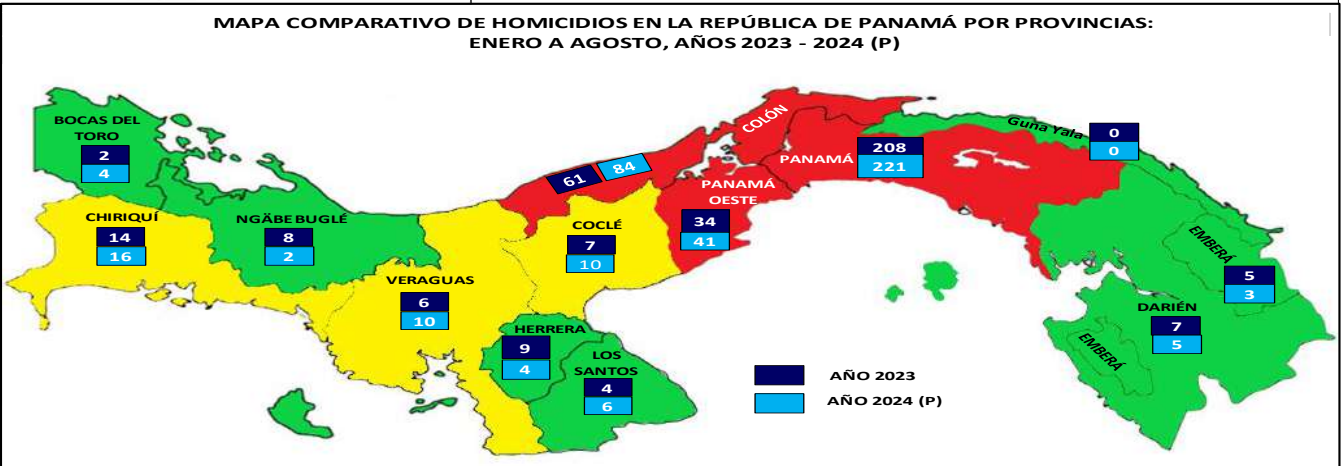 MAPA COMPARATIVO DE HOMICIDIOS EN LA REPÚBLICA DE PANAMÁ POR PROVINCIAS:
ENERO A AGOSTO, AÑOS 2023 - 2024 (P)
BOCAS DEL
TORO
2
4
CHIRIQUÍ
14
16
NGÄBE BUGLÉ
8
2
VERAGUAS
6
10
HERRERA
9
4
LOS
SANTOS
4
6
COCLÉ
7
10
COLÓN
61
84
PANAMÁ
OESTE
34
41
PANAMÁ
208
221
Guna Yala
0
0
EMBERÁ
5
3
DARIÉN
7
5
EMBERÁ
AÑO 2023
AÑO 2024 (P)